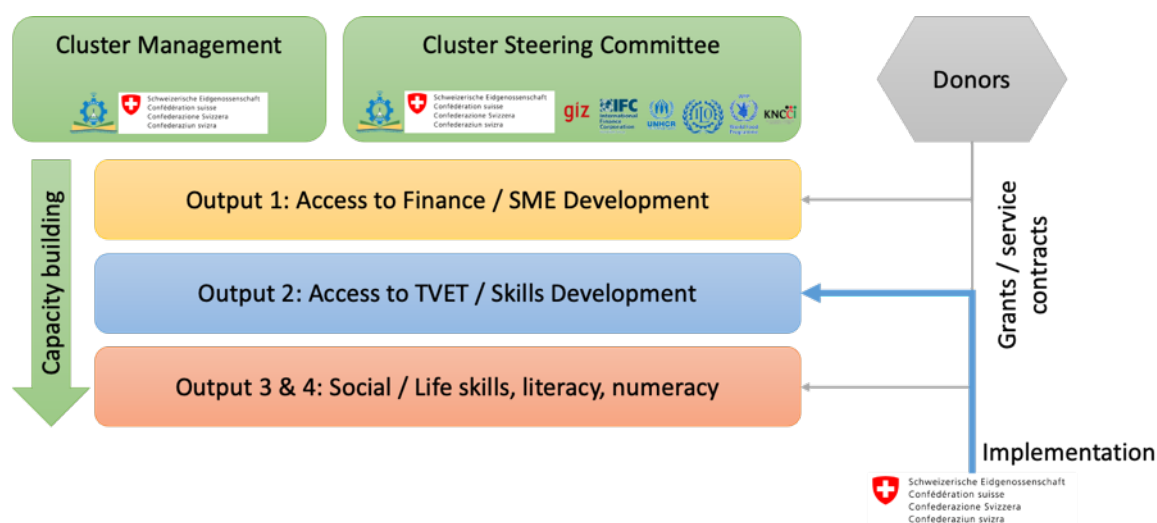 Cluster Management
Schweizerische Eidgenossenschaft
Confédération suisse
Confederazione Svizzera
Confederaziun svizra
Cluster Steering Committee
Schweizerische Eidgenossenschaft
Confédération suisse
Confederazione Svizzera
Confederaziun svizra
giz
IFC
International
Finance
Corporation
UNHCR
ILO
WFP
KNCCI
Donors
Capacity building
Output 1: Access to Finance / SME Development
Output 2: Access to TVET / Skills Development
Output 3 & 4: Social / Life skills, literacy, numeracy
Grants / service
contracts
Implementation
Schweizerische Eidgenossenschaft
Confédération suisse
Confederazione Svizzera
Confederaziun svizra